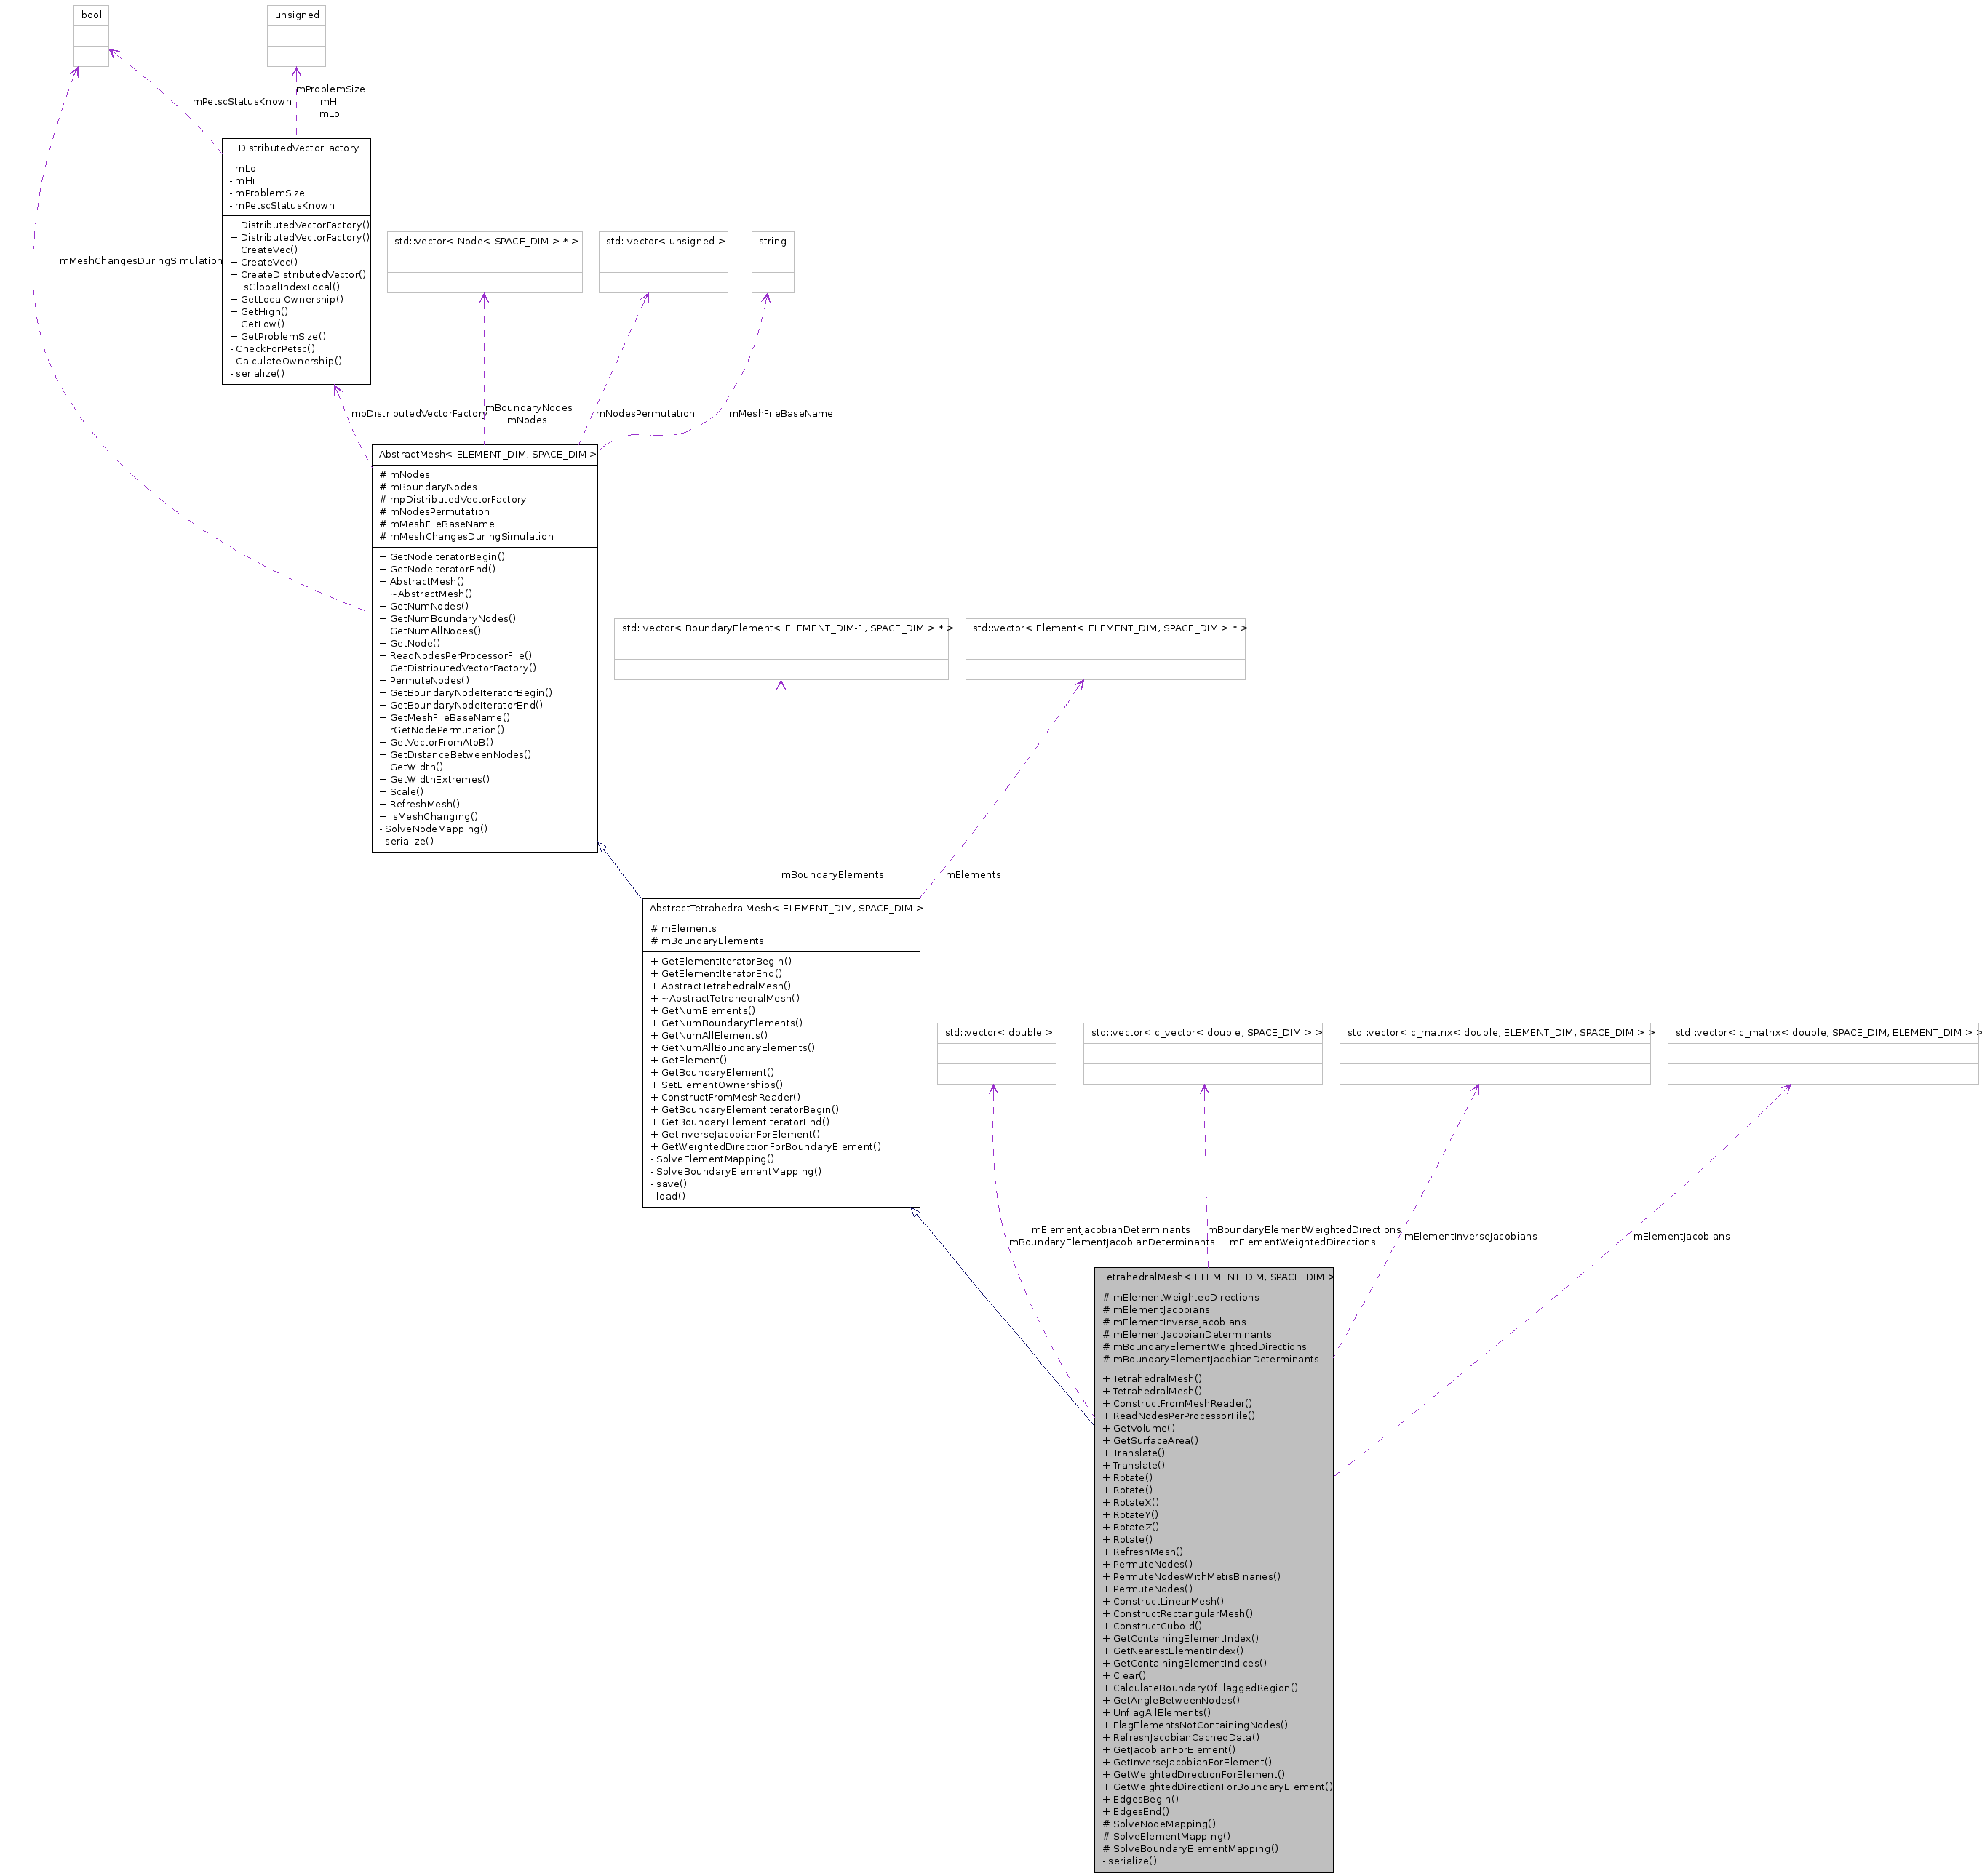 bool
unsigned
mPetscStatusKnown
mProblemSize
mHi
mLo
DistributedVectorFactory
- mLo
- mHi
- mProblemSize
- mPetscStatusKnown
+ DistributedVectorFactory()
+ DistributedVectorFactory()
+ CreateVec()
+ CreateVec()
+ CreateDistributedVector()
+ IsGlobalIndexLocal()
+ GetLocalOwnership()
+ GetHigh()
+ GetLow()
+ GetProblemSize()
- CheckForPetsc()
- CalculateOwnership()
- serialize()
mMeshChangesDuringSimulation
std::vector< Node< SPACE_DIM > * >
std::vector< unsigned >
string
mpDistributedVectorFactory
mBoundaryNodes
mNodes
mNodesPermutation
mMeshFileBaseName
AbstractMesh< ELEMENT_DIM, SPACE_DIM >
# mNodes
# mBoundaryNodes
# mpDistributedVectorFactory
# mNodesPermutation
# mMeshFileBaseName
# mMeshChangesDuringSimulation
+ GetNodeIteratorBegin()
+ GetNodeIteratorEnd()
+ AbstractMesh()
+ ~AbstractMesh()
+ GetNumNodes()
+ GetNumBoundaryNodes()
+ GetNumAllNodes()
+ GetNode()
+ ReadNodesPerProcessorFile()
+ GetDistributedVectorFactory()
+ PermuteNodes()
+ GetBoundaryNodeIteratorBegin()
+ GetBoundaryNodeIteratorEnd()
+ GetMeshFileBaseName()
+ rGetNodePermutation()
+ GetVectorFromAtoB()
+ GetDistanceBetweenNodes()
+ GetWidth()
+ GetWidthExtremes()
+ Scale()
+ RefreshMesh()
+ IsMeshChanging()
- SolveNodeMapping()
- serialize()
std::vector< BoundaryElement< ELEMENT_DIM-1, SPACE_DIM > * >
std::vector< Element< ELEMENT_DIM, SPACE_DIM > * >
mBoundaryElements
mElements
AbstractTetrahedralMesh< ELEMENT_DIM, SPACE_DIM >
# mElements
# mBoundaryElements
+ GetElementIteratorBegin()
+ GetElementIteratorEnd()
+ AbstractTetrahedralMesh()
+ ~AbstractTetrahedralMesh()
+ GetNumElements()
+ GetNumBoundaryElements()
+ GetNumAllElements()
+ GetNumAllBoundaryElements()
+ GetElement()
+ GetBoundaryElement()
+ SetElementOwnerships()
+ ConstructFromMeshReader()
+ GetBoundaryElementIteratorBegin()
+ GetBoundaryElementIteratorEnd()
+ GetInverseJacobianForElement()
+ GetWeightedDirectionForBoundaryElement()
- SolveElementMapping()
- SolveBoundaryElementMapping()
- save()
- load()
std::vector< double >
std::vector< c_vector< double, SPACE_DIM > >
std::vector< c_matrix< double, ELEMENT_DIM, SPACE_DIM > >
std::vector< c_matrix< double, SPACE_DIM, ELEMENT_DIM > >
mElementJacobianDeterminants
mBoundaryElementJacobianDeterminants
mBoundaryElementWeightedDirections
mElementWeightedDirections
mElementInverseJacobians
mElementJacobians
TetrahedralMesh< ELEMENT_DIM, SPACE_DIM >
# mElementWeightedDirections
# mElementJacobians
# mElementInverseJacobians
# mElementJacobianDeterminants
# mBoundaryElementWeightedDirections
# mBoundaryElementJacobianDeterminants
+ TetrahedralMesh()
+ TetrahedralMesh()
+ ConstructFromMeshReader()
+ ReadNodesPerProcessorFile()
+ GetVolume()
+ GetSurfaceArea()
+ Translate()
+ Translate()
+ Rotate()
+ Rotate()
+ RotateX()
+ RotateY()
+ RotateZ()
+ Rotate()
+ RefreshMesh()
+ PermuteNodes()
+ PermuteNodesWithMetisBinaries()
+ PermuteNodes()
+ ConstructLinearMesh()
+ ConstructRectangularMesh()
+ ConstructCuboid()
+ GetContainingElementIndex()
+ GetNearestElementIndex()
+ GetContainingElementIndices()
+ Clear()
+ CalculateBoundaryOfFlaggedRegion()
+ GetAngleBetweenNodes()
+ UnflagAllElements()
+ FlagElementsNotContainingNodes()
+ RefreshJacobianCachedData()
+ GetJacobianForElement()
+ GetInverseJacobianForElement()
+ GetWeightedDirectionForElement()
+ GetWeightedDirectionForBoundaryElement()
+ EdgesBegin()
+ EdgesEnd()
# SolveNodeMapping()
# SolveElementMapping()
# SolveBoundaryElementMapping()
- serialize()